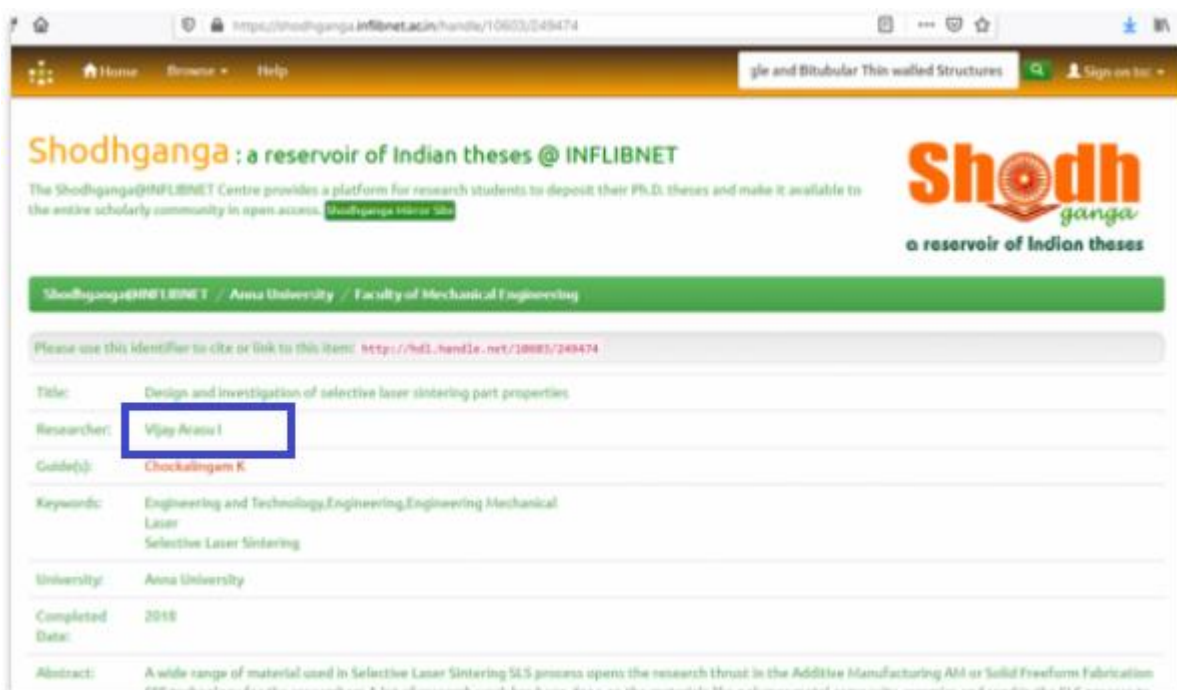 https://shodhganga.inflibnet.ac.in/handle/10603/249474
Home Browse Help
gle and Bitubular Thin walled Structures
Sign on to:
Shodhganga : a reservoir of Indian theses @ INFLIBNET
The Shodhganga@INFLIBNET Centre provides a platform for research students to deposit their Ph.D. theses and make it available to
the entire scholarly community in open access. Shodhganga Mirror Site
Shodh
ganga
a reservoir of Indian theses
Shodhganga@INFLIBNET / Anna University / Faculty of Mechanical Engineering
Please use this identifier to cite or link to this item: http://hdl.handle.net/10603/249474
Title: Design and investigation of selective laser sintering part properties
Researcher: Vijay Arasu I
Guide(s): Chockalingam K
Keywords: Engineering and Technology,Engineering,Engineering Mechanical
Laser
Selective Laser Sintering
University: Anna University
Completed 2018
Date:
Abstract: A wide range of material used in Selective Laser Sintering SLS process opens the research thrust in the Additive Manufacturing AM or Solid Freeform Fabrication